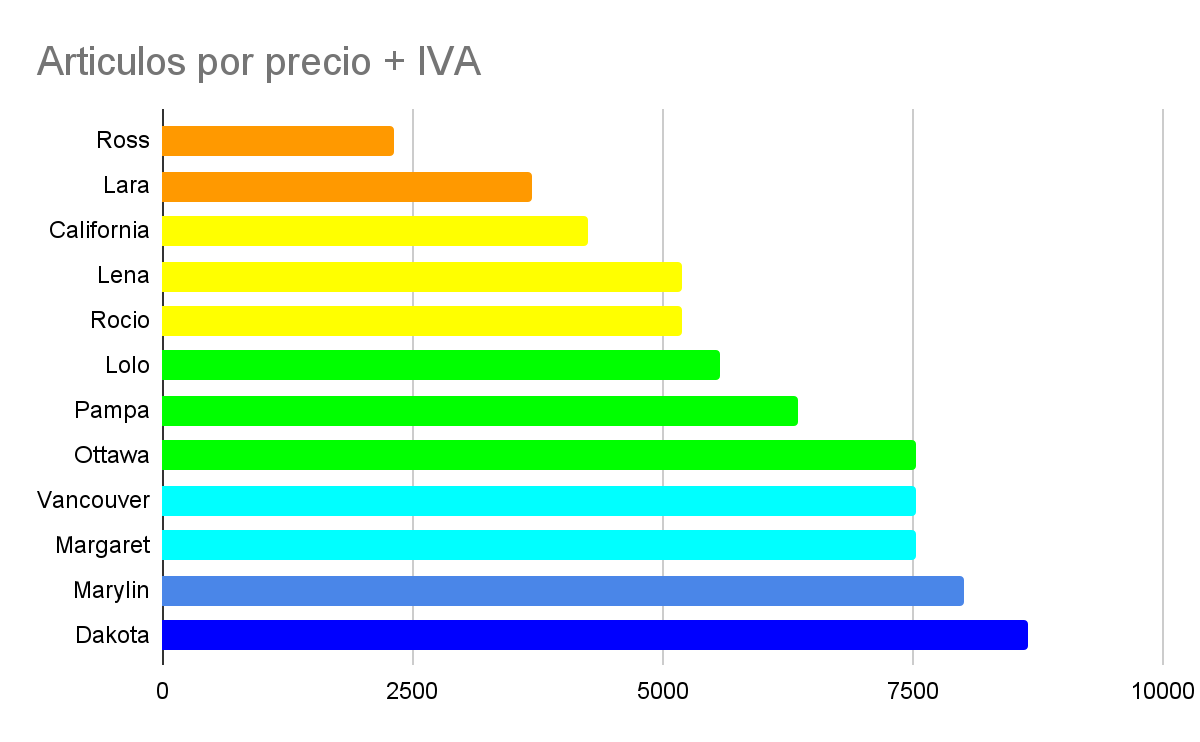 Articulos por precio + IVA
Ross
Lara
California
Lena
Rocio
Lolo
Pampa
Ottawa
Vancouver
Margaret
Marylin
Dakota
0 2500 5000 7500 10000